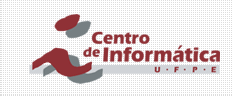 Centro
de Informática
U · F · P · E